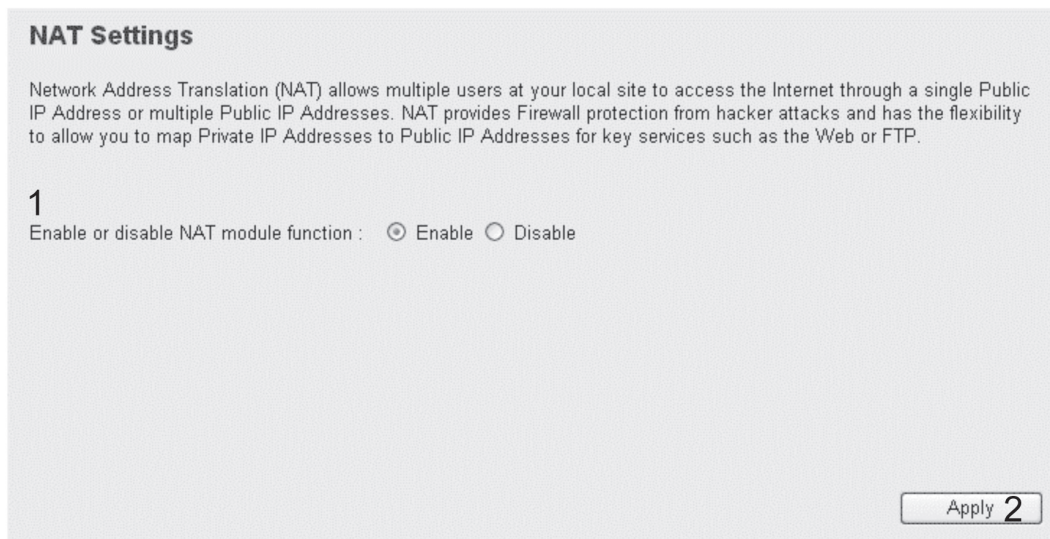 NAT Settings
Network Address Translation (NAT) allows multiple users at your local site to access the Internet through a single Public
IP Address or multiple Public IP Addresses. NAT provides Firewall protection from hacker attacks and has the flexibility
to allow you to map Private IP Addresses to Public IP Addresses for key services such as the Web or FTP.
1
Enable or disable NAT module function : Enable Disable
Apply 2